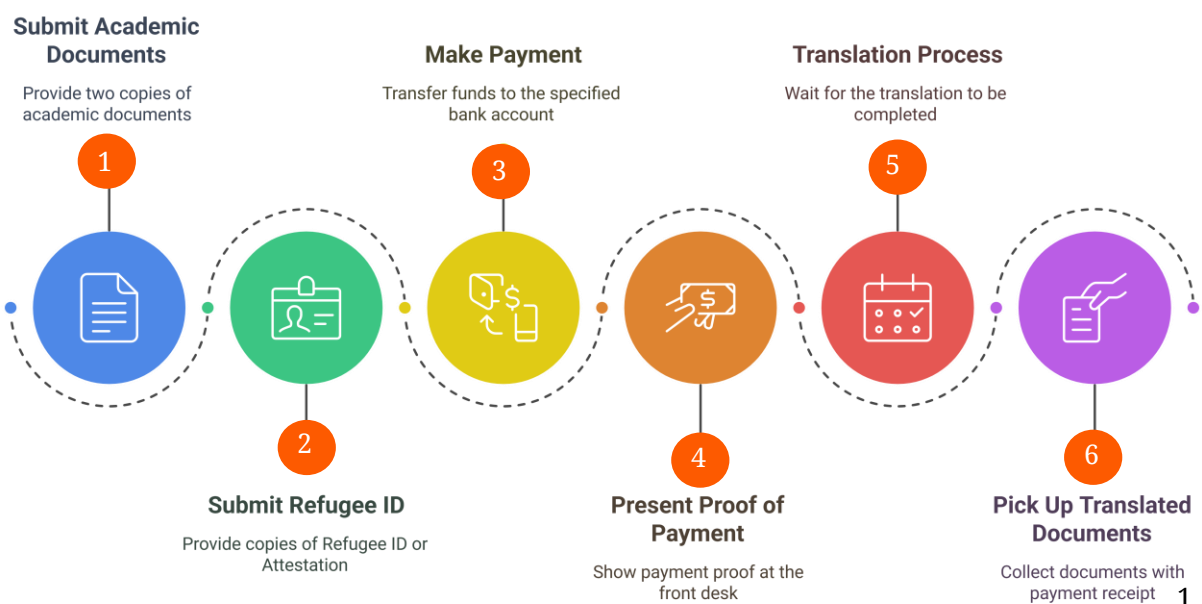 Submit Academic
Documents
Provide two copies of
academic documents
1
2
Submit Refugee ID
Provide copies of Refugee ID or
Attestation
Make Payment
Transfer funds to the specified
bank account
3
$
$
4
Present Proof of
Payment
Show payment proof at the
front desk
Translation Process
Wait for the translation to be
completed
5
6
Pick Up Translated
Documents
Collect documents with
payment receipt
1